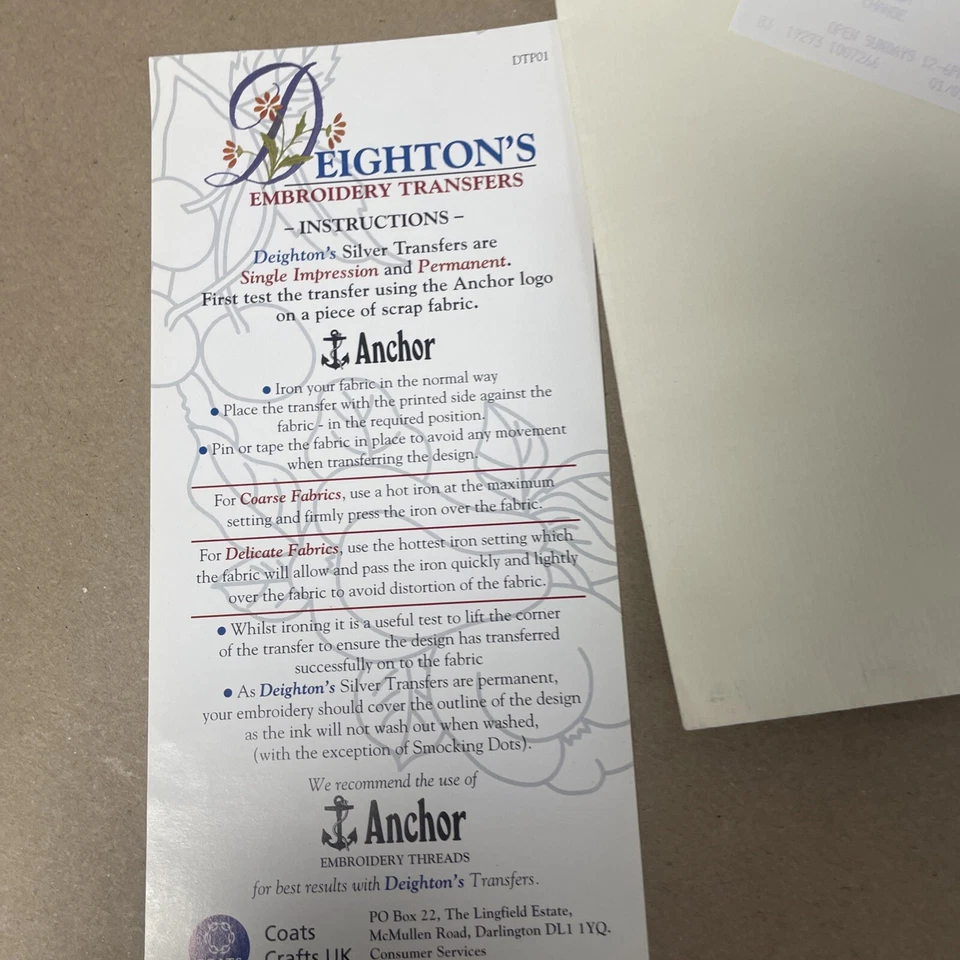 CHANGE
OPEN SUNDAYS 12-6P
03 19293 1007266
DTP01
DEIGHTON'S
EMBROIDERY TRANSFERS
– INSTRUCTIONS –
Deighton's Silver Transfers are
Single Impression and Permanent.
First test the transfer using the Anchor logo
on a piece of scrap fabric.
Anchor
• Iron your fabric in the normal way
• Place the transfer with the printed side against the
fabric - in the required position.
• Pin or tape the fabric in place to avoid any movement
when transferring the design.
For Coarse Fabrics, use a hot iron at the maximum
setting and firmly press the iron over the fabric.
For Delicate Fabrics, use the hottest iron setting which
the fabric will allow and pass the iron quickly and lightly
over the fabric to avoid distortion of the fabric.
• Whilst ironing it is a useful test to lift the corner
of the transfer to ensure the design has transferred
successfully on to the fabric
• As Deighton's Silver Transfers are permanent,
your embroidery should cover the outline of the design
as the ink will not wash out when washed,
(with the exception of Smocking Dots).
We recommend the use of
Anchor
EMBROIDERY THREADS
for best results with Deighton's Transfers.
Coats
Crafts UK
PO Box 22, The Lingfield Estate,
McMullen Road, Darlington DL1 1YQ.
Consumer Services